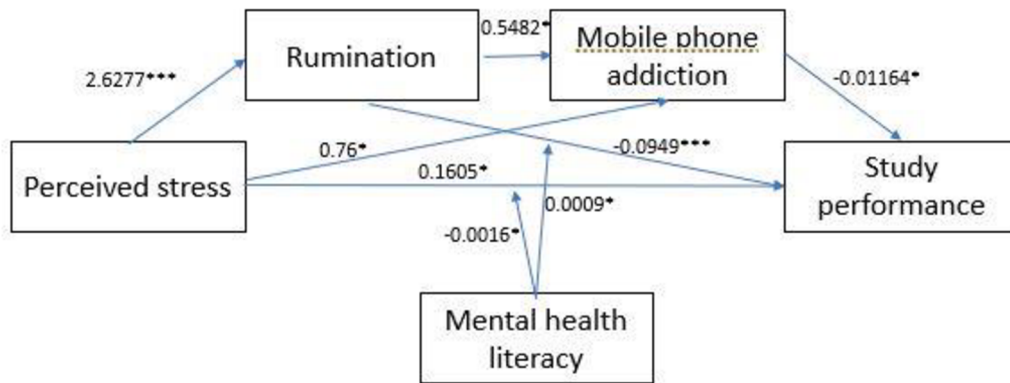 0.5482*
Rumination
Mobile phone
addiction
2.6277***
-0.01164*
0.76*
-0.0949***
Perceived stress
0.1605*
Study
performance
0.0009*
-0.0016*
Mental health
literacy